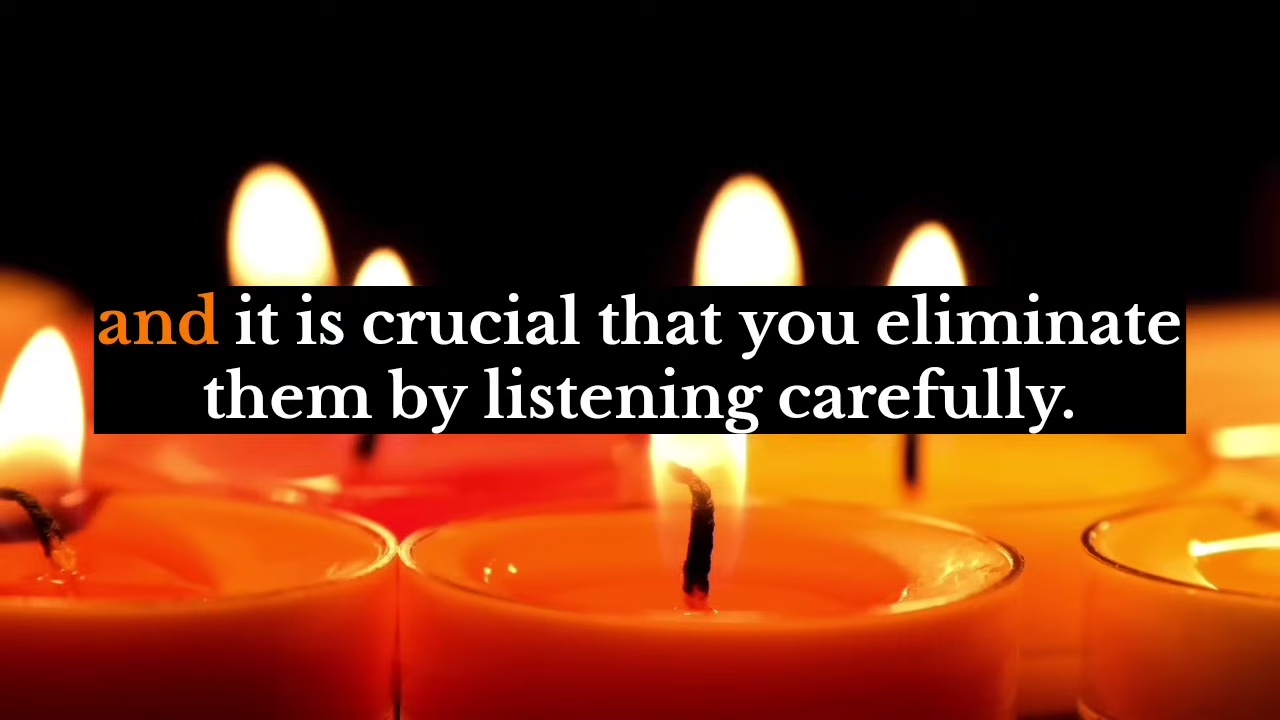 and it is crucial that you eliminate
them by listening carefully.